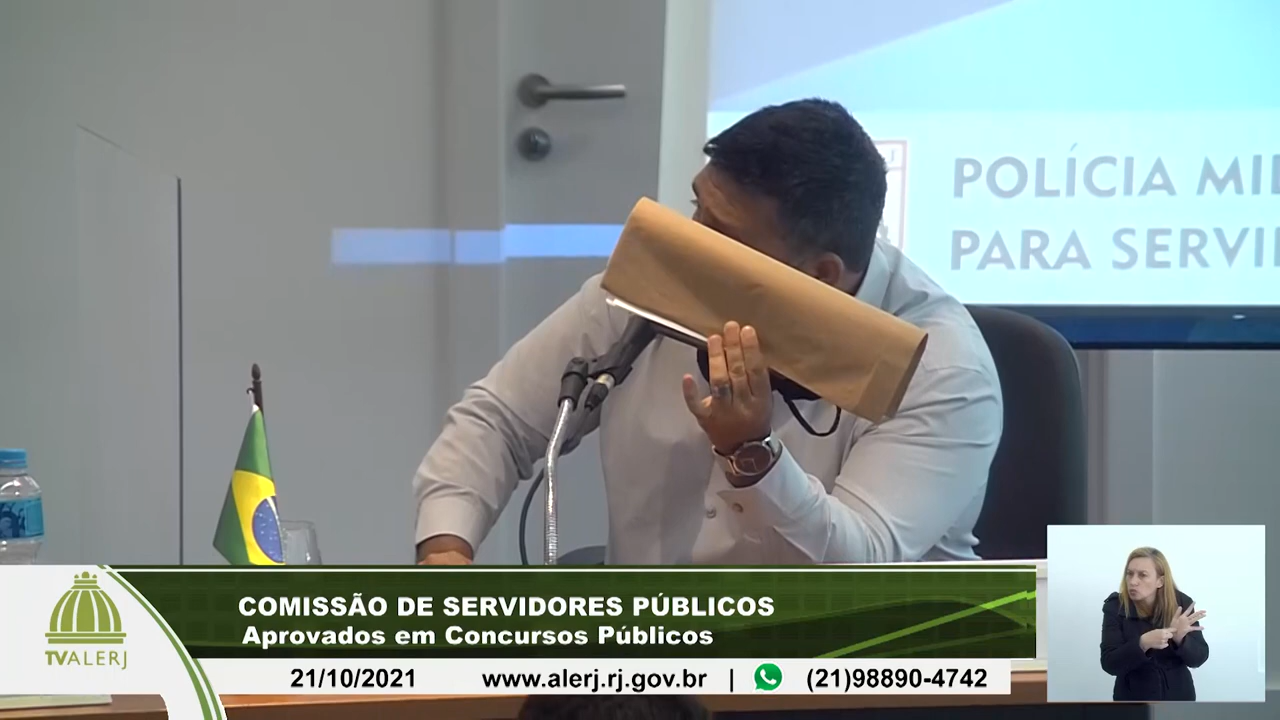 POLÍCIA MI
PARA SERVI
COMISSÃO DE SERVIDORES PÚBLICOS
Aprovados em Concursos Públicos
TVALERJ
21/10/2021 www.alerj.rj.gov.br | (21)98890-4742